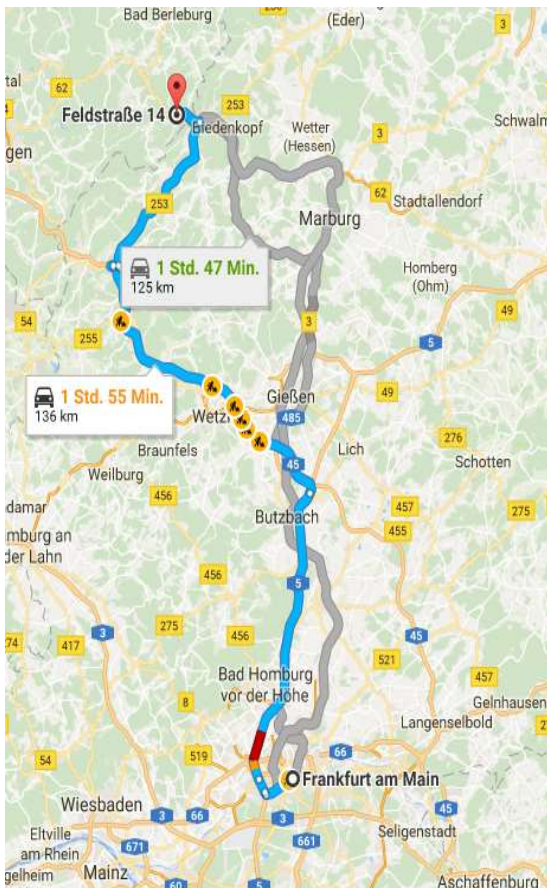 Bad Berleburg
(Eder)
3
62
253
Feldstraße 14
Biedenkopf
Wetter
(Hessen)
3
Schwalm
gen
62
Stadtallendorf
253
Marburg
1 Std. 47 Min.
125 km
Homberg
(Ohm)
54
255
3
49
5
1 Std. 55 Min.
136 km
Gießen
49
Wetz
485
276
Braunfels
Lich
45
Schotten
Weilburg
456
457
275
Butzbach
455
der Lahn
456
5
275
3
417
456
45
521
Bad Homburg
vor der Höhe
457
8
Gelnhausen
Langenselbold
519
66
54
Frankfurt am Main
Wiesbaden
3
66
3
45
Eltville
am Rhein
661
Seligenstadt
671
Mainz
60
5
3
Aschaffenburg